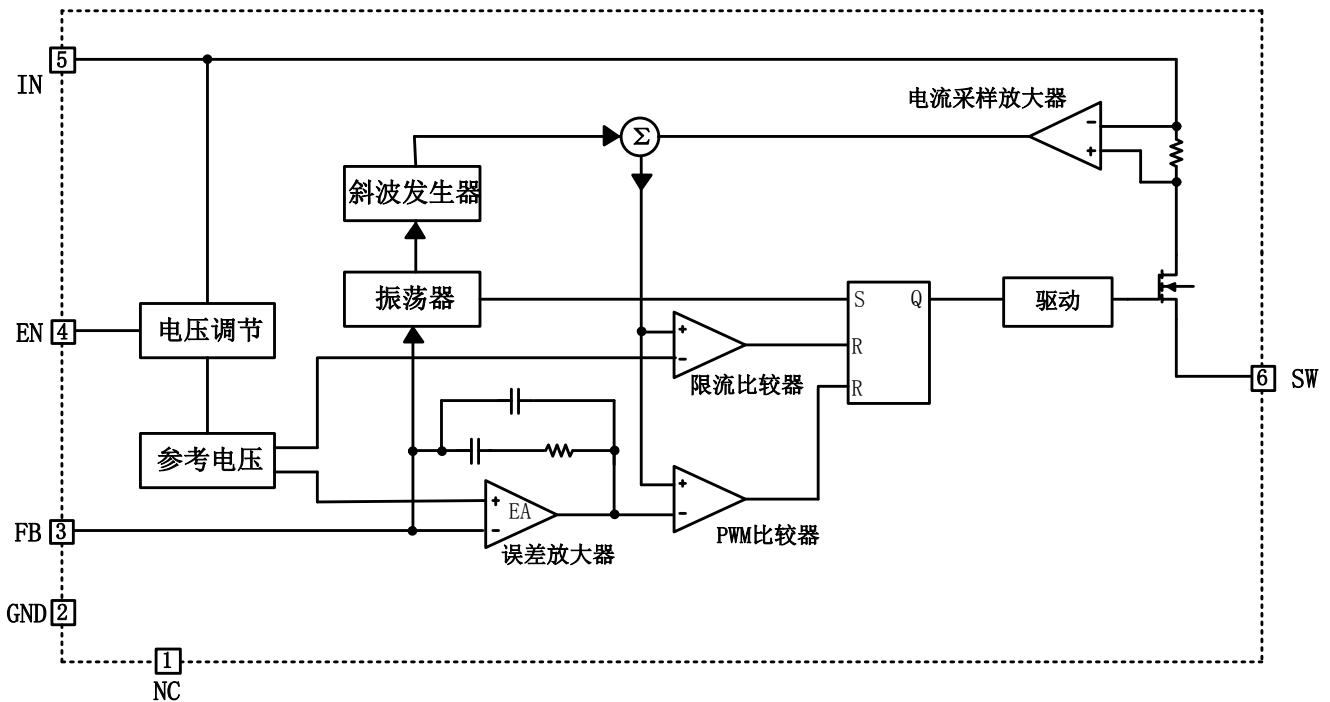 5
IN
电流采样放大器
-
+
Σ
斜波发生器
振荡器
S
Q
驱动
EN
4
电压调节
+
-
R
限流比较器
R
6
SW
参考电压
+
EA
-
误差放大器
+
-
PWM比较器
FB
3
GND
2
1
NC